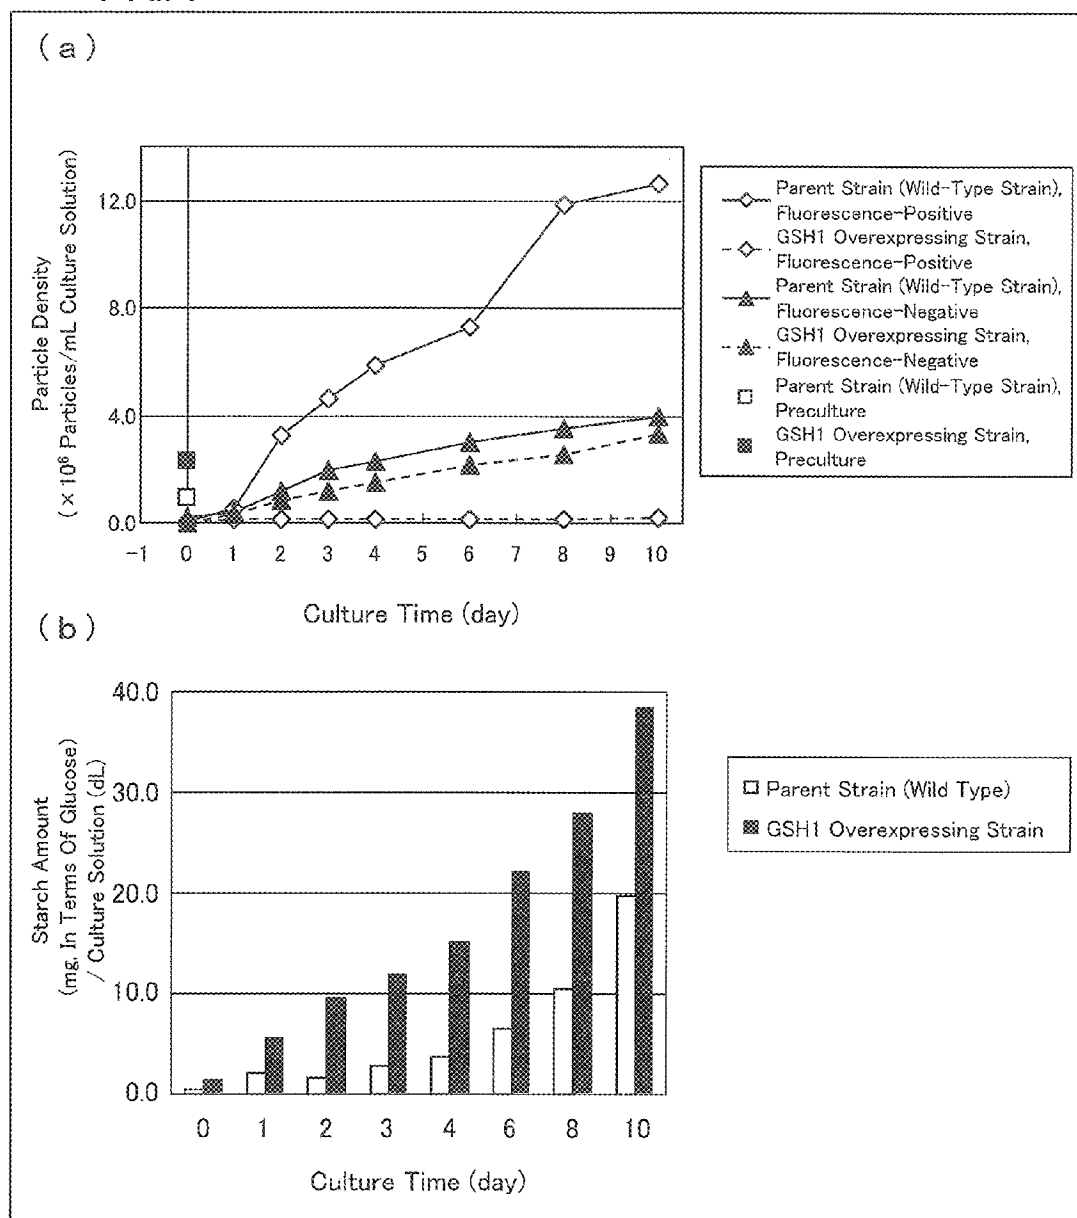 (a)
Particle Density
(×10⁶ Particles/mL Culture Solution)
12.0
8.0
4.0
0.0
-1 0 1 2 3 4 5 6 7 8 9 10
Culture Time (day)
Parent Strain (Wild-Type Strain),
Fluorescence-Positive
GSH1 Overexpressing Strain,
Fluorescence-Positive
Parent Strain (Wild-Type Strain),
Fluorescence-Negative
GSH1 Overexpressing Strain,
Fluorescence-Negative
Parent Strain (Wild-Type Strain),
Preculture
GSH1 Overexpressing Strain,
Preculture
(b)
Starch Amount
(mg, In Terms Of Glucose)
/ Culture Solution (dL)
40.0
30.0
20.0
10.0
0.0
0 1 2 3 4 6 8 10
Culture Time (day)
Parent Strain (Wild Type)
GSH1 Overexpressing Strain